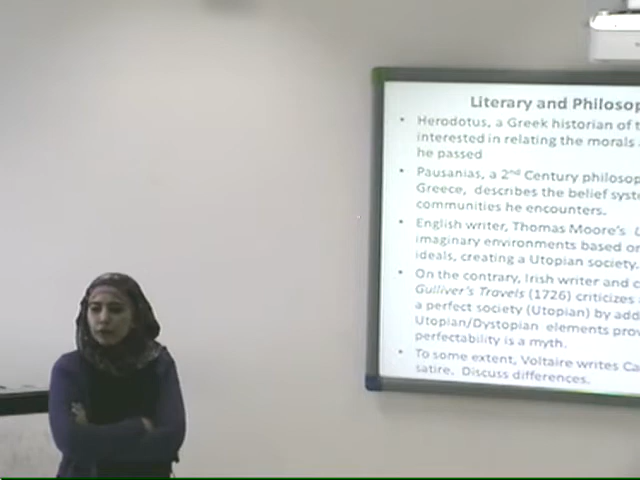 Literary and Philosop
• Herodotus, a Greek historian of t
interested in relating the morals
he passed
• Pausanias, a 2nd Century philosop
Greece, describes the belief syste
communities he encounters.
• English writer, Thomas Moore's U
imaginary environments based on
ideals, creating a Utopian society.
• On the contrary, Irish writer and c
Gulliver's Travels (1726) criticizes
a perfect society (Utopian) by add
Utopian/Dystopian elements prov
perfectability is a myth.
• To some extent, Voltaire writes Ca
satire. Discuss differences.